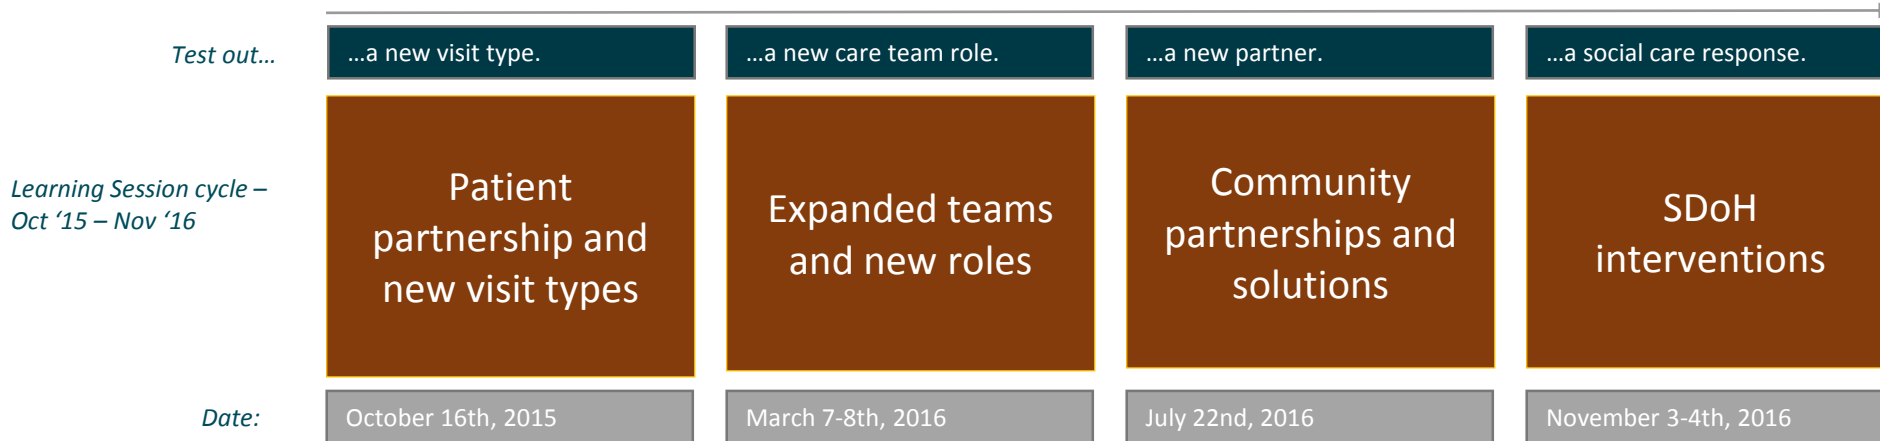 Test out...
...a new visit type.
...a new care team role.
...a new partner.
...a social care response.
Learning Session cycle –
Oct ‘15 – Nov ‘16
Patient
partnership and
new visit types
Expanded teams
and new roles
Community
partnerships and
solutions
SDoH
interventions
Date:
October 16th, 2015
March 7-8th, 2016
July 22nd, 2016
November 3-4th, 2016